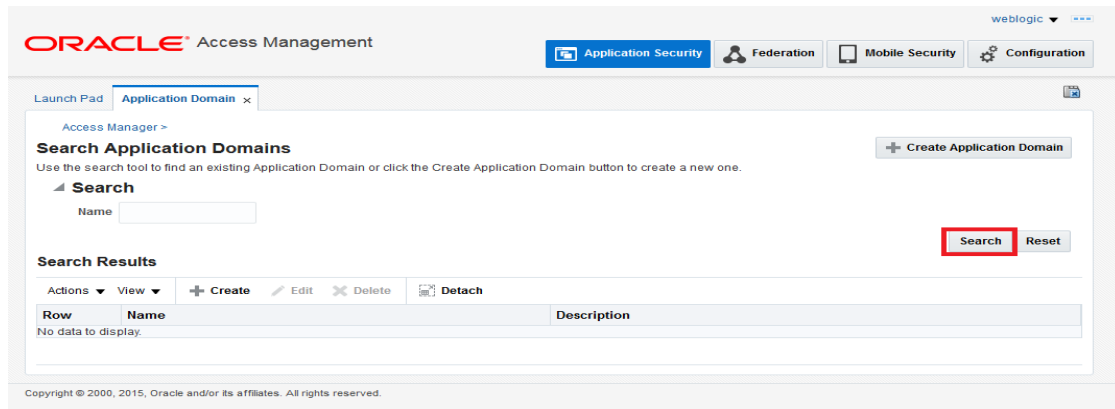 weblogic
ORACLE Access Management
Application Security Federation Mobile Security Configuration
Launch Pad Application Domain x
Access Manager >
Search Application Domains
Create Application Domain
Use the search tool to find an existing Application Domain or click the Create Application Domain button to create a new one.
Search
Name
Search Reset
Search Results
Actions View Create Edit Delete Detach
Row Name Description
No data to display.
Copyright © 2000, 2015, Oracle and/or its affiliates. All rights reserved.